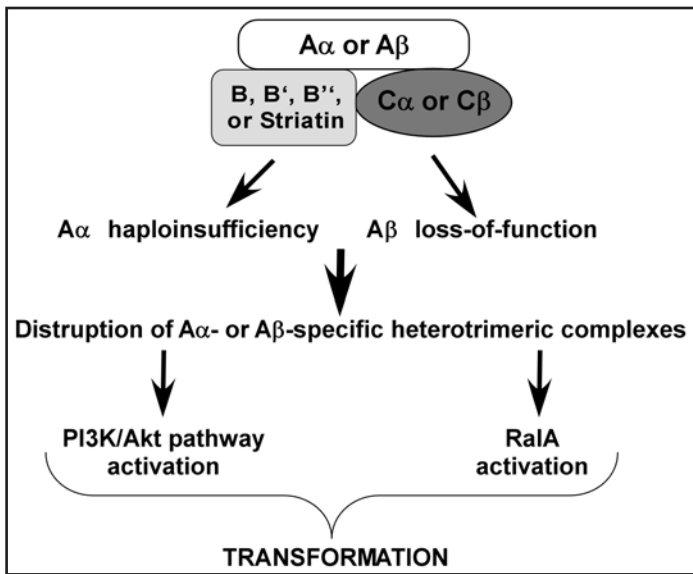 Aα or Aβ
B, B‘, B’‘,
or Striatin
Cα or Cβ
Aα haploinsufficiency
Aβ loss-of-function
Distruption of Aα- or Aβ-specific heterotrimeric complexes
PI3K/Akt pathway
activation
RalA
activation
TRANSFORMATION